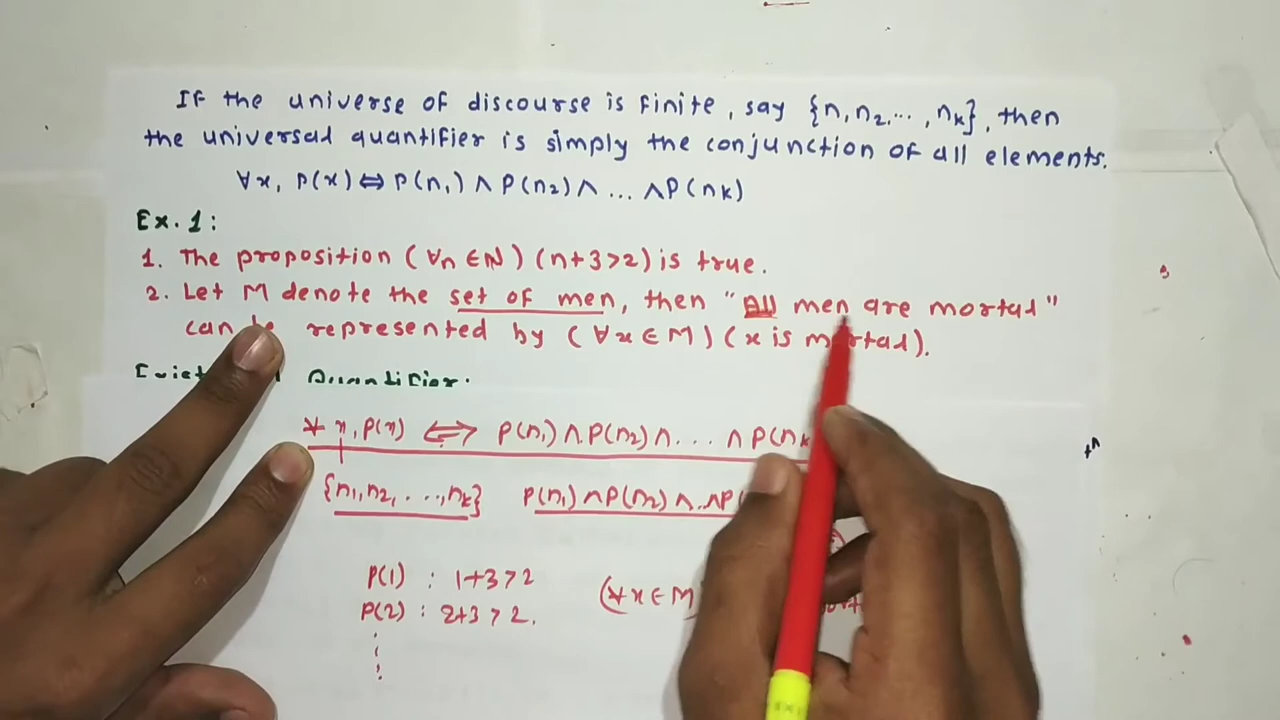 If the universe of discourse is finite, say {n, n2, ..., nk}, then
the universal quantifier is simply the conjunction of all elements.
∀x, P(x) ⇔ P(n1) ∧ P(n2) ∧ ... ∧ P(nk)
Ex. 1:
1. The proposition (∀n ∈ N) (n+3>2) is true.
2. Let M denote the set of men, then "All men are mortal"
can be represented by (∀x ∈ M) (x is mortal).
Quantifier.
∀ x, P(x) ⇔ P(n1) ∧ P(n2) ∧ ... ∧ P(nk
{n1, n2, ..., nk} P(n1) ∧ P(n2) ∧ .. ∧ P(
P(1) : 1+3 > 2 (∀x ∈ M)
P(2) : 2+3 > 2.